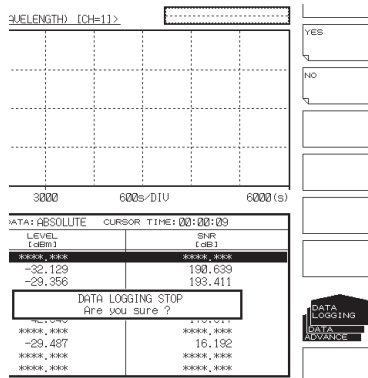 AVELENGTH) [CH=1]>
YES
NO
3000 600s/DIV 6000(s)
DATA: ABSOLUTE CURSOR TIME: 00:00:09
LEVEL SNR
[dBm] [dB]
****.*** ****.***
-32.129 190.639
-29.356 193.411
DATA LOGGING STOP
Are you sure ?
****.*** ****.***
-29.487 16.192
****.*** ****.***
****.*** ****.***
DATA
LOGGING
DATA
ADVANCE